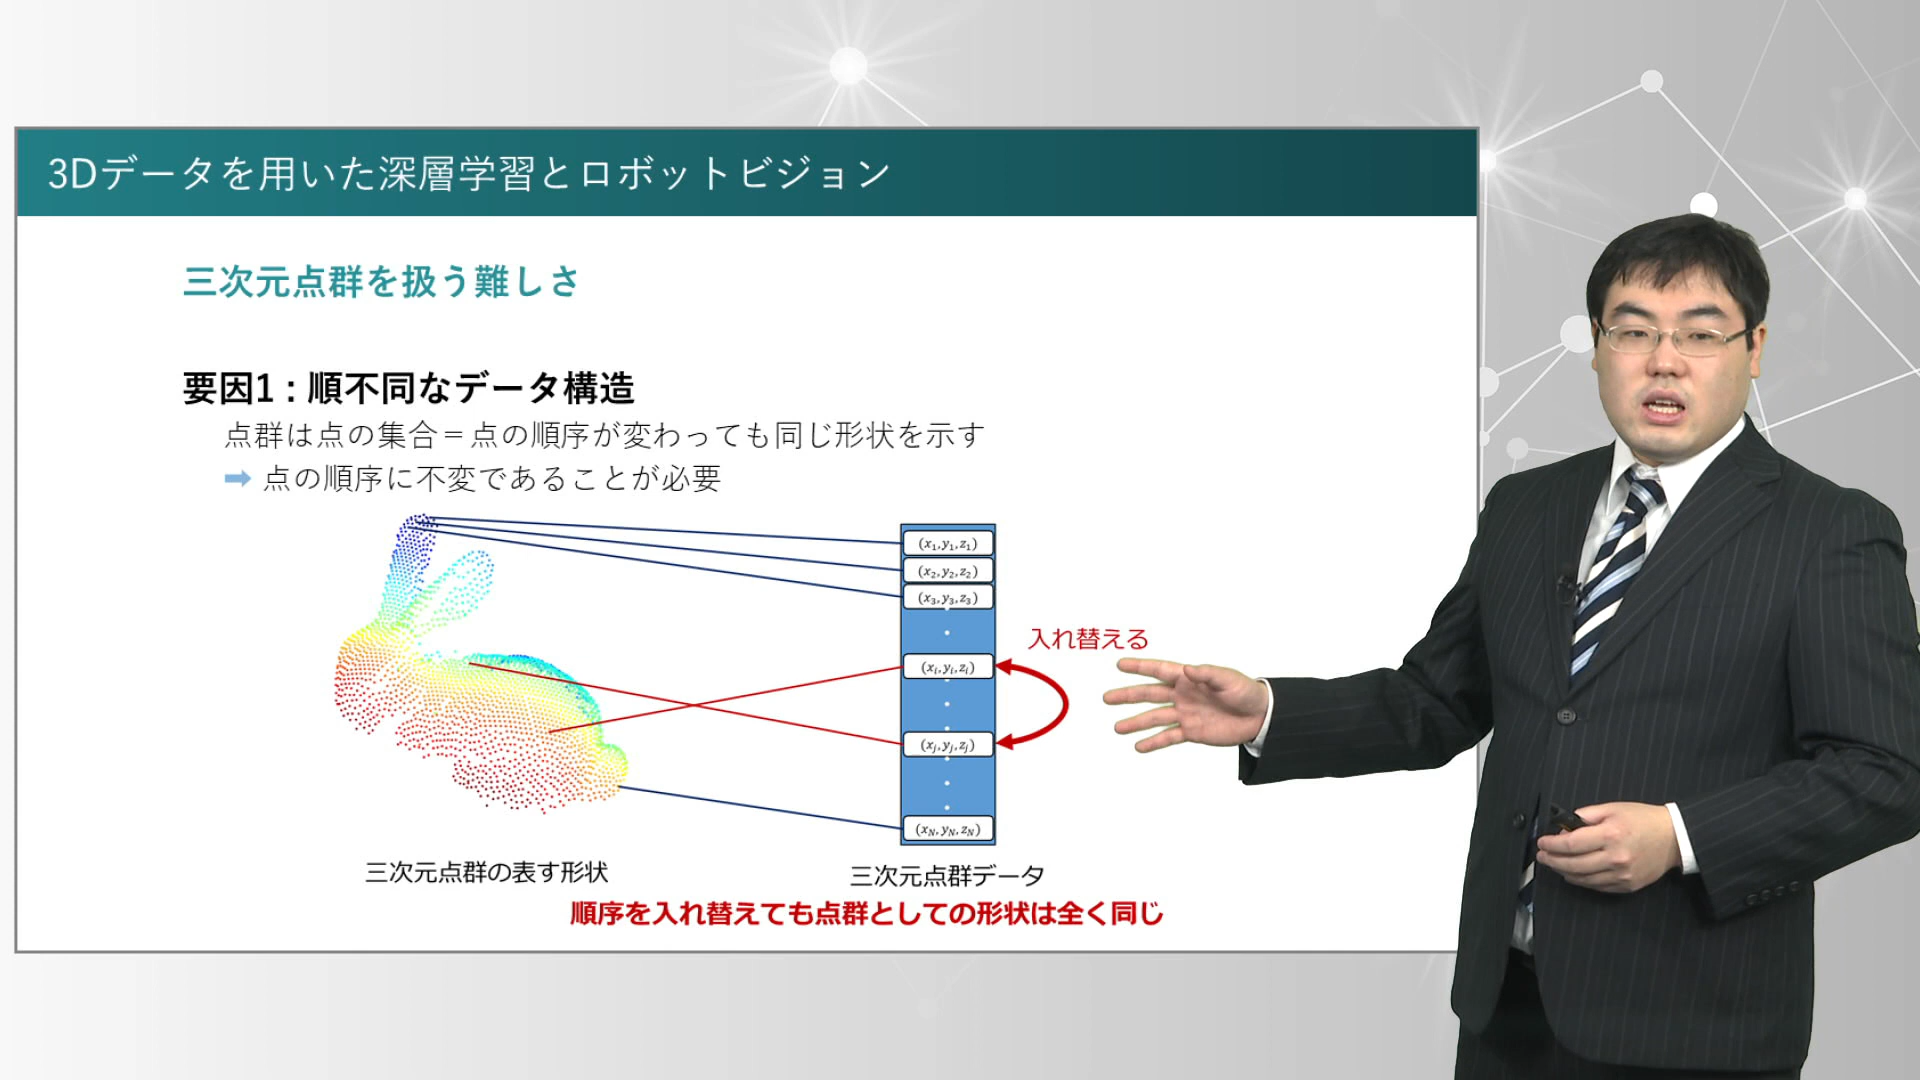 3Dデータを用いた深層学習とロボットビジョン
三次元点群を扱う難しさ
要因1：順不同なデータ構造
点群は点の集合＝点の順序が変わっても同じ形状を示す
➡ 点の順序に不変であることが必要
(x₁,y₁,z₁)
(x₂,y₂,z₂)
(x₃,y₃,z₃)
入れ替える
(xᵢ,yᵢ,zᵢ)
(xⱼ,yⱼ,zⱼ)
(x_N,y_N,z_N)
三次元点群の表す形状
三次元点群データ
順序を入れ替えても点群としての形状は全く同じ